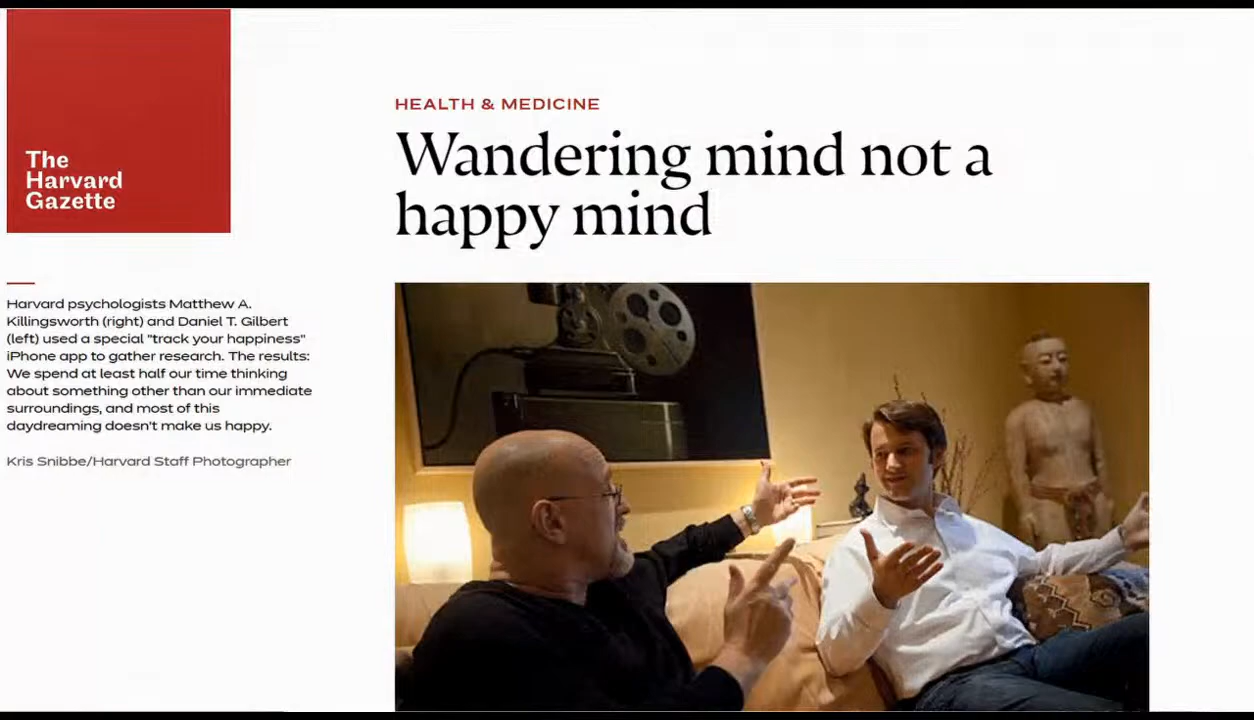 The
Harvard
Gazette
HEALTH & MEDICINE
Wandering mind not a
happy mind
Harvard psychologists Matthew A.
Killingsworth (right) and Daniel T. Gilbert
(left) used a special "track your happiness"
iPhone app to gather research. The results:
We spend at least half our time thinking
about something other than our immediate
surroundings, and most of this
daydreaming doesn't make us happy.
Kris Snibbe/Harvard Staff Photographer